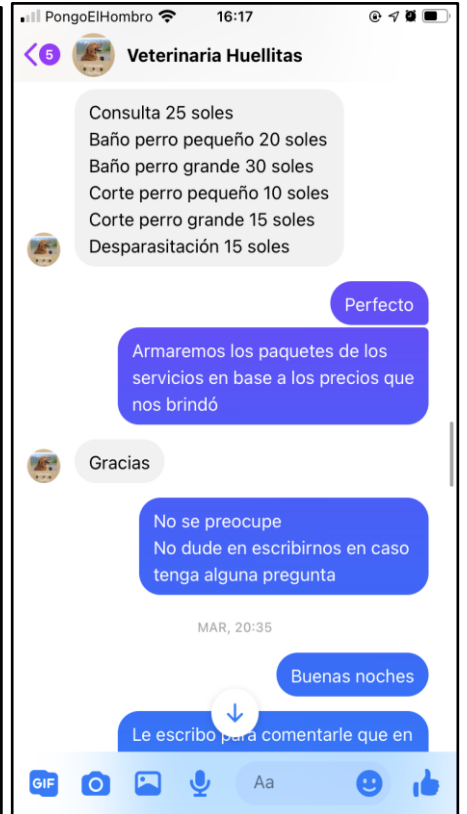 PongoElHombro 16:17
5 Veterinaria Huellitas
Consulta 25 soles
Baño perro pequeño 20 soles
Baño perro grande 30 soles
Corte perro pequeño 10 soles
Corte perro grande 15 soles
Desparasitación 15 soles
Perfecto
Armaremos los paquetes de los
servicios en base a los precios que
nos brindó
Gracias
No se preocupe
No dude en escribirnos en caso
tenga alguna pregunta
MAR, 20:35
Buenas noches
Le escribo para comentarle que en
GIF Aa